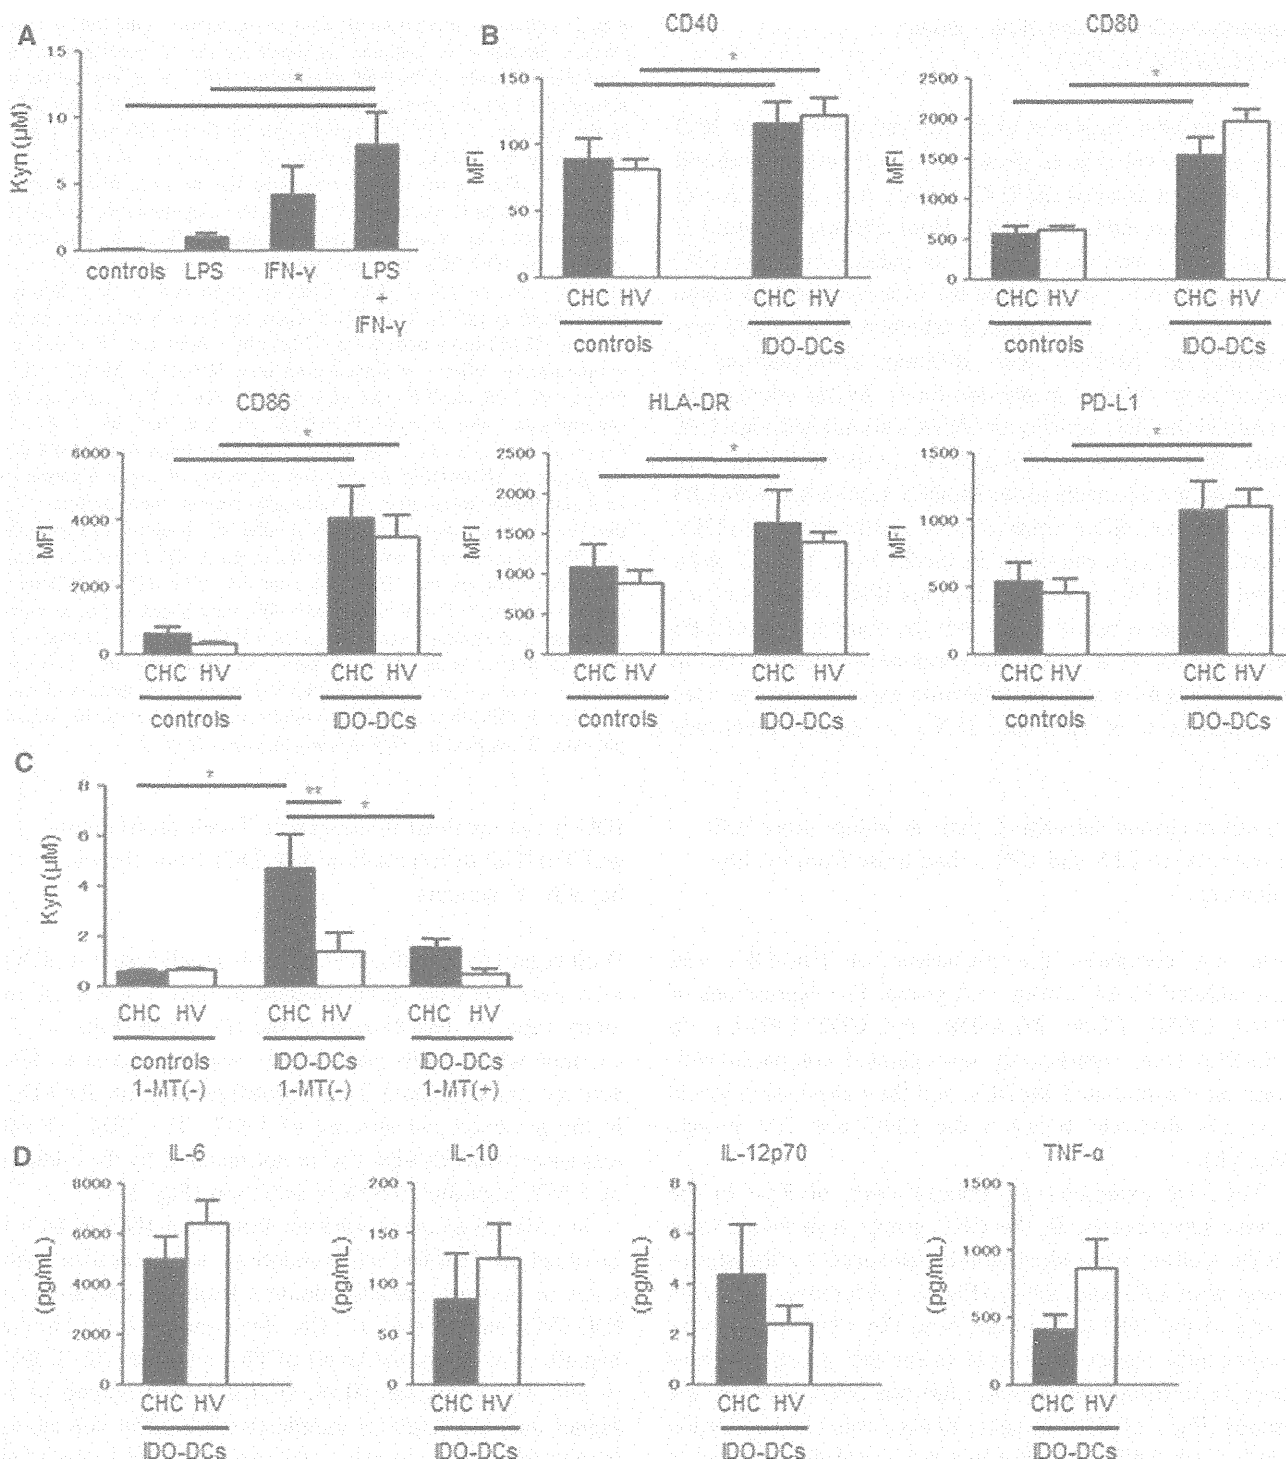 A
Kyn (µM)
15
10
5
0
controls LPS IFN-γ LPS
+
IFN-γ
*
B
CD40
MFI
150
100
50
0
*
CHC HV CHC HV
controls IDO-DCs
CD80
MFI
2500
2000
1500
1000
500
0
*
CHC HV CHC HV
controls IDO-DCs
CD86
MFI
6000
4000
2000
0
*
CHC HV CHC HV
controls IDO-DCs
HLA-DR
MFI
2500
2000
1500
1000
500
0
*
CHC HV CHC HV
controls IDO-DCs
PD-L1
MFI
1500
1000
500
0
*
CHC HV CHC HV
controls IDO-DCs
C
Kyn (µM)
8
6
4
2
0
*
**
*
CHC HV CHC HV CHC HV
controls IDO-DCs IDO-DCs
1-MT(-) 1-MT(-) 1-MT(+)
D
IL-6
(pg/mL)
8000
6000
4000
2000
0
CHC HV
IDO-DCs
IL-10
(pg/mL)
200
150
100
50
0
CHC HV
IDO-DCs
IL-12p70
(pg/mL)
8
6
4
2
0
CHC HV
IDO-DCs
TNF-α
(pg/mL)
1500
1000
500
0
CHC HV
IDO-DCs